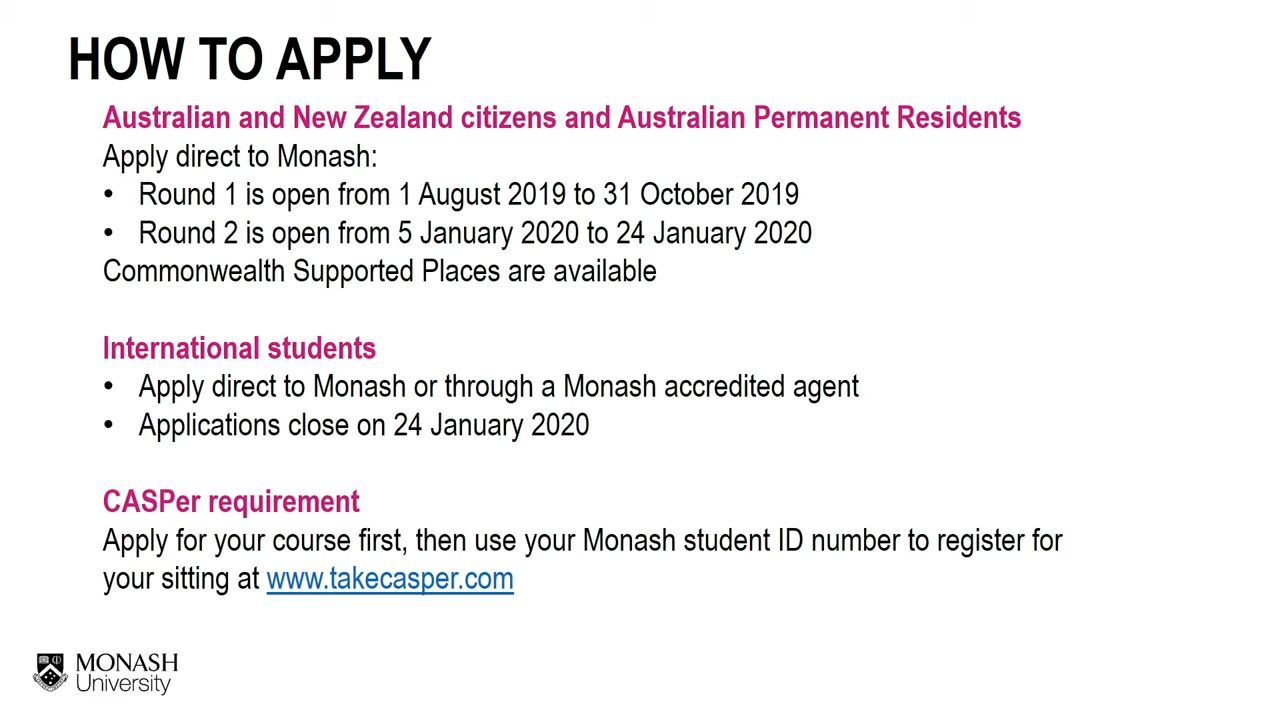 HOW TO APPLY
Australian and New Zealand citizens and Australian Permanent Residents
Apply direct to Monash:
• Round 1 is open from 1 August 2019 to 31 October 2019
• Round 2 is open from 5 January 2020 to 24 January 2020
Commonwealth Supported Places are available
International students
• Apply direct to Monash or through a Monash accredited agent
• Applications close on 24 January 2020
CASPer requirement
Apply for your course first, then use your Monash student ID number to register for
your sitting at www.takecasper.com
MONASH
University